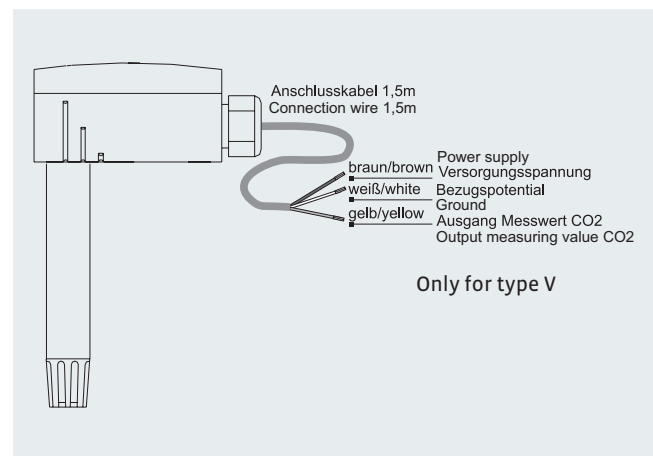 Anschlusskabel 1,5m
Connection wire 1,5m
braun/brown
Power supply
Versorgungsspannung
weiß/white
Bezugspotential
Ground
gelb/yellow
Ausgang Messwert CO2
Output measuring value CO2
Only for type V